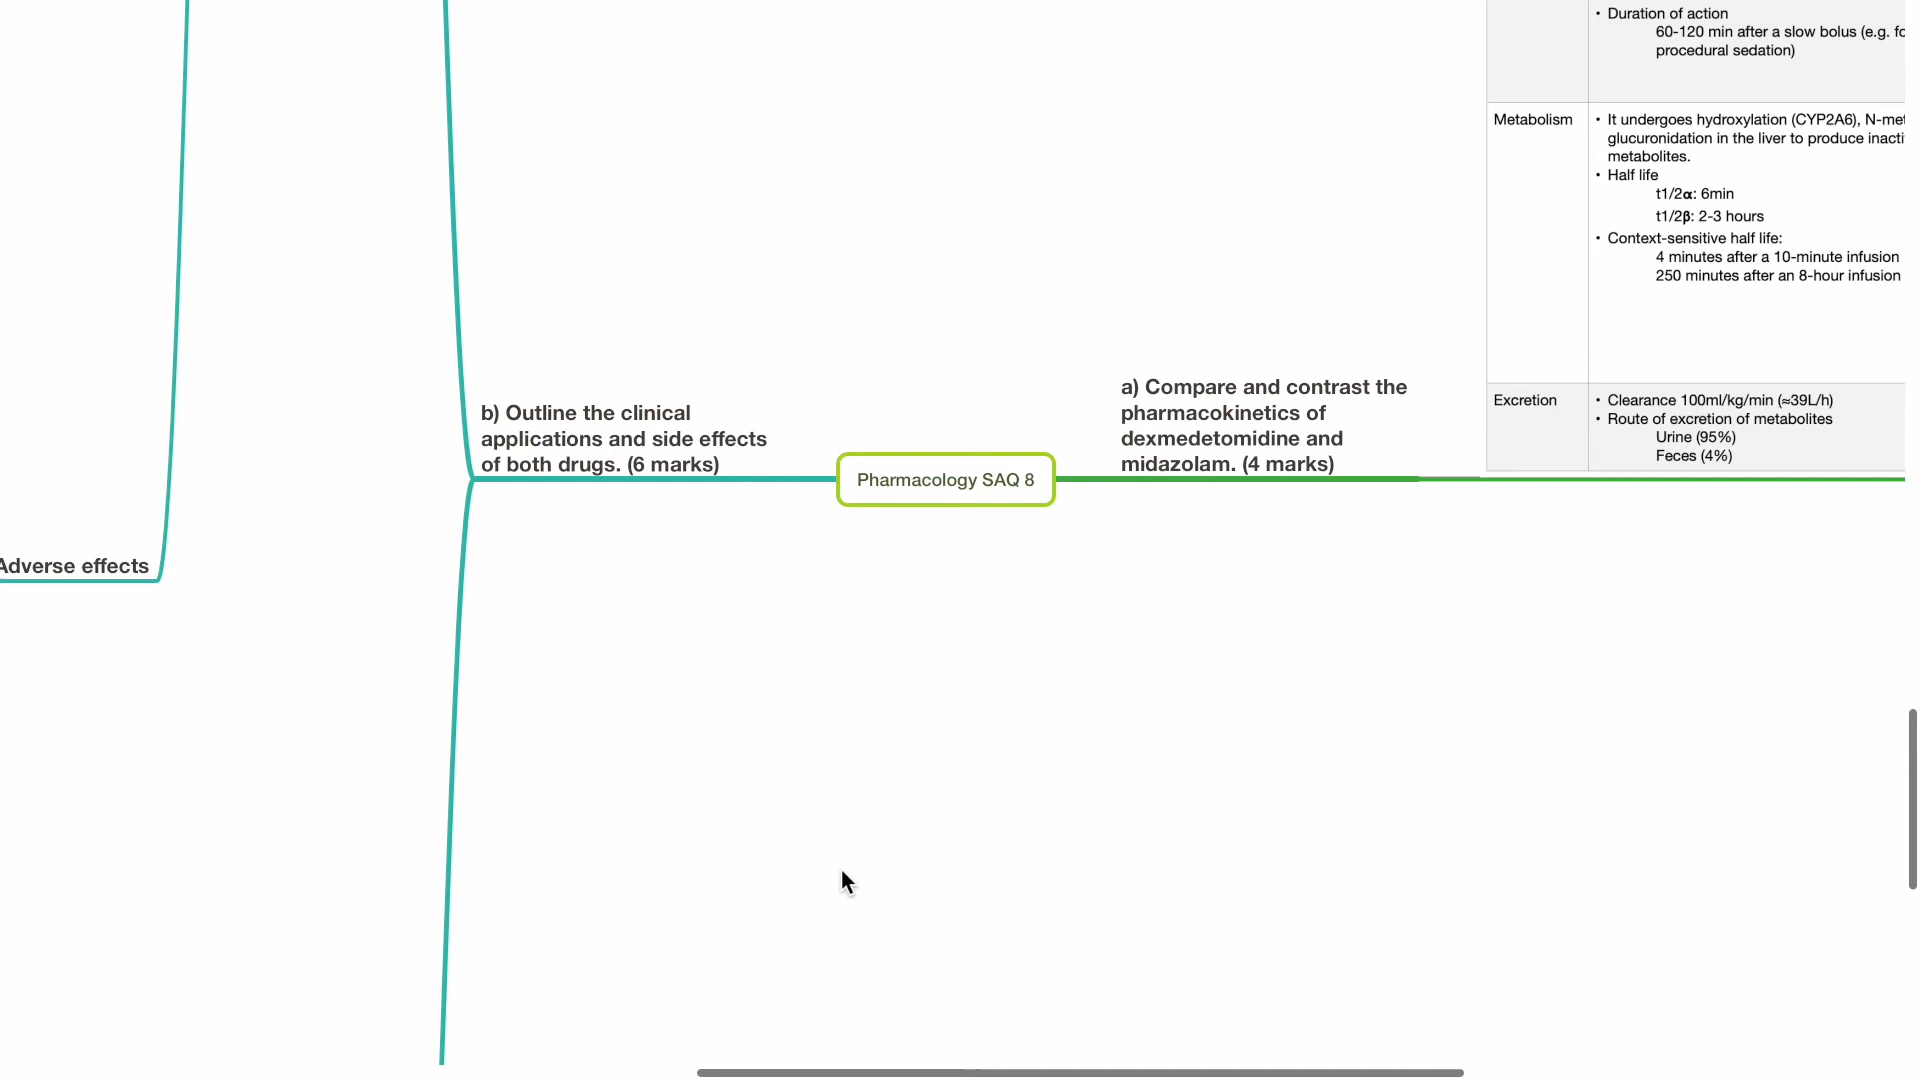 • Duration of action
60-120 min after a slow bolus (e.g. fo
procedural sedation)
Metabolism
• It undergoes hydroxylation (CYP2A6), N-met
glucuronidation in the liver to produce inacti
metabolites.
• Half life
t1/2α: 6min
t1/2β: 2-3 hours
• Context-sensitive half life:
4 minutes after a 10-minute infusion
250 minutes after an 8-hour infusion
Excretion
• Clearance 100ml/kg/min (≈39L/h)
• Route of excretion of metabolites
Urine (95%)
Feces (4%)
a) Compare and contrast the
pharmacokinetics of
dexmedetomidine and
midazolam. (4 marks)
b) Outline the clinical
applications and side effects
of both drugs. (6 marks)
Pharmacology SAQ 8
Adverse effects